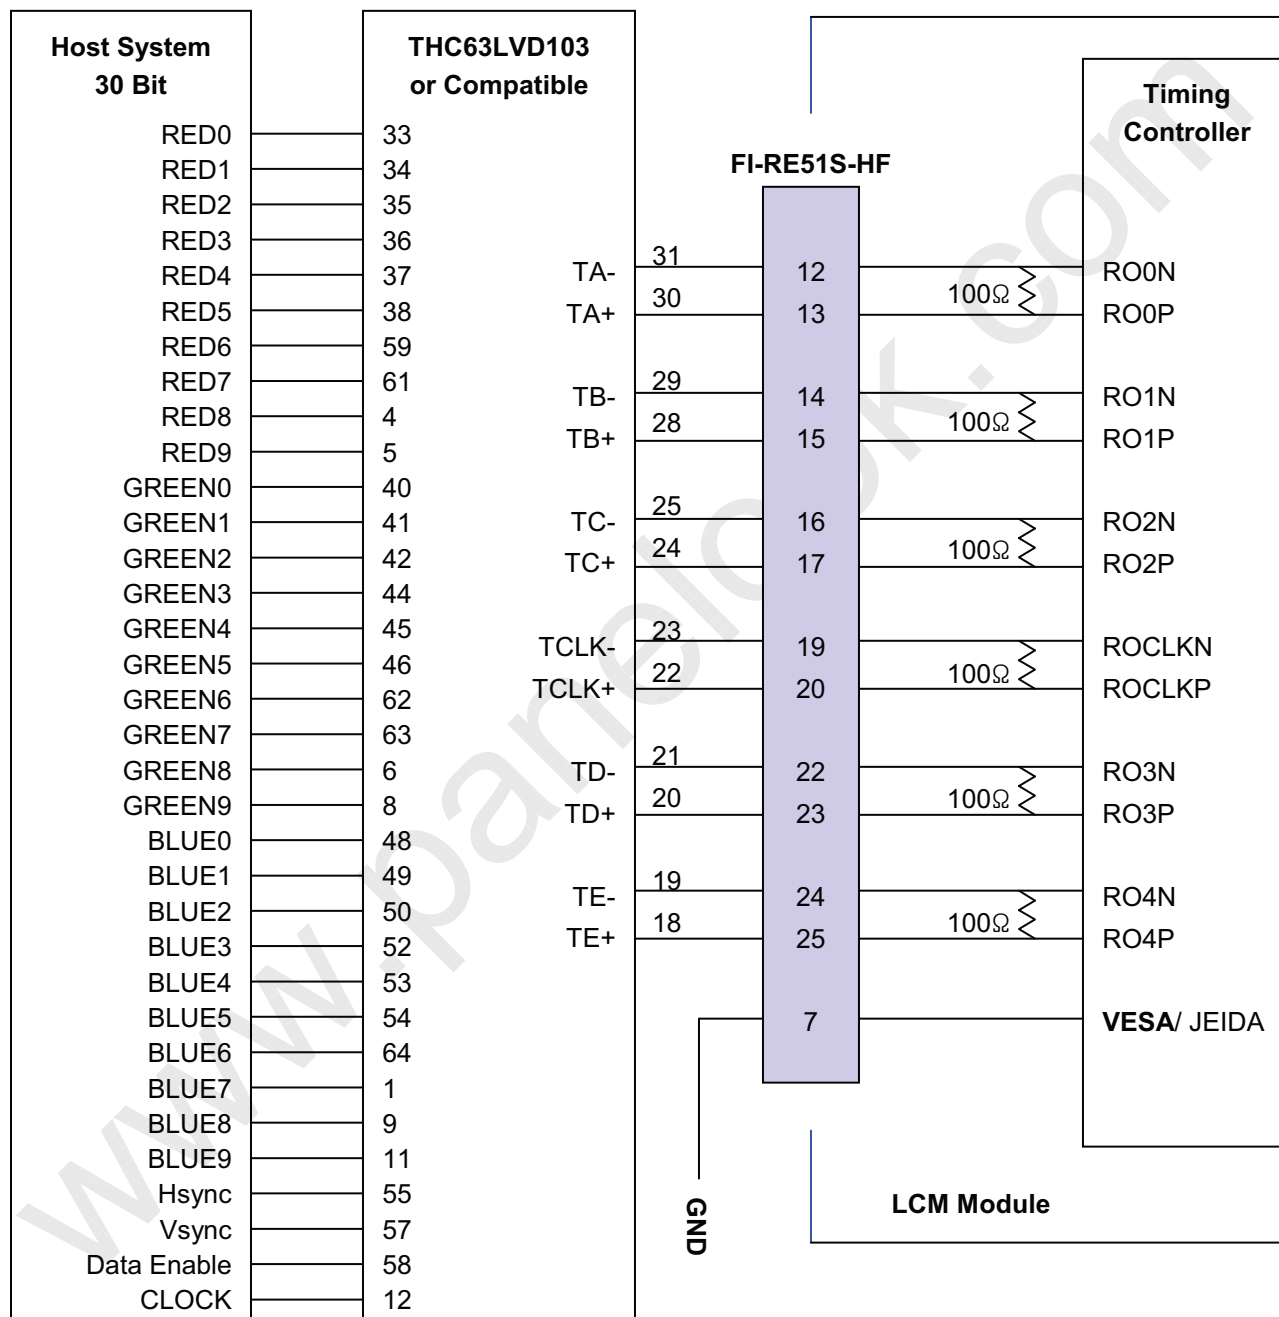 Host System
30 Bit
RED0
RED1
RED2
RED3
RED4
RED5
RED6
RED7
RED8
RED9
GREEN0
GREEN1
GREEN2
GREEN3
GREEN4
GREEN5
GREEN6
GREEN7
GREEN8
GREEN9
BLUE0
BLUE1
BLUE2
BLUE3
BLUE4
BLUE5
BLUE6
BLUE7
BLUE8
BLUE9
Hsync
Vsync
Data Enable
CLOCK
THC63LVD103
or Compatible
33
34
35
36
37
38
59
61
4
5
40
41
42
44
45
46
62
63
6
8
48
49
50
52
53
54
64
1
9
11
55
57
58
12
TA-
TA+
TB-
TB+
TC-
TC+
TCLK-
TCLK+
TD-
TD+
TE-
TE+
31
30
29
28
25
24
23
22
21
20
19
18
GND
FI-RE51S-HF
12
13
14
15
16
17
19
20
22
23
24
25
7
100Ω
100Ω
100Ω
100Ω
100Ω
100Ω
Timing
Controller
RO0N
RO0P
RO1N
RO1P
RO2N
RO2P
ROCLKN
ROCLKP
RO3N
RO3P
RO4N
RO4P
VESA/ JEIDA
LCM Module
www.panelook.com